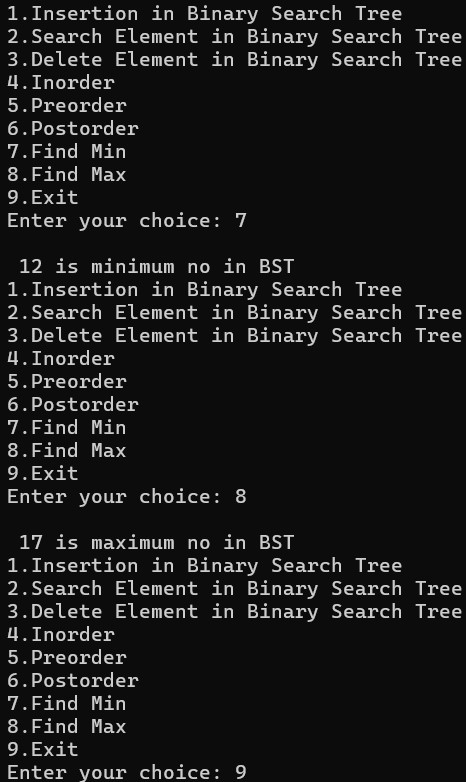 1.Insertion in Binary Search Tree
2.Search Element in Binary Search Tree
3.Delete Element in Binary Search Tree
4.Inorder
5.Preorder
6.Postorder
7.Find Min
8.Find Max
9.Exit
Enter your choice: 7
12 is minimum no in BST
1.Insertion in Binary Search Tree
2.Search Element in Binary Search Tree
3.Delete Element in Binary Search Tree
4.Inorder
5.Preorder
6.Postorder
7.Find Min
8.Find Max
9.Exit
Enter your choice: 8
17 is maximum no in BST
1.Insertion in Binary Search Tree
2.Search Element in Binary Search Tree
3.Delete Element in Binary Search Tree
4.Inorder
5.Preorder
6.Postorder
7.Find Min
8.Find Max
9.Exit
Enter your choice: 9